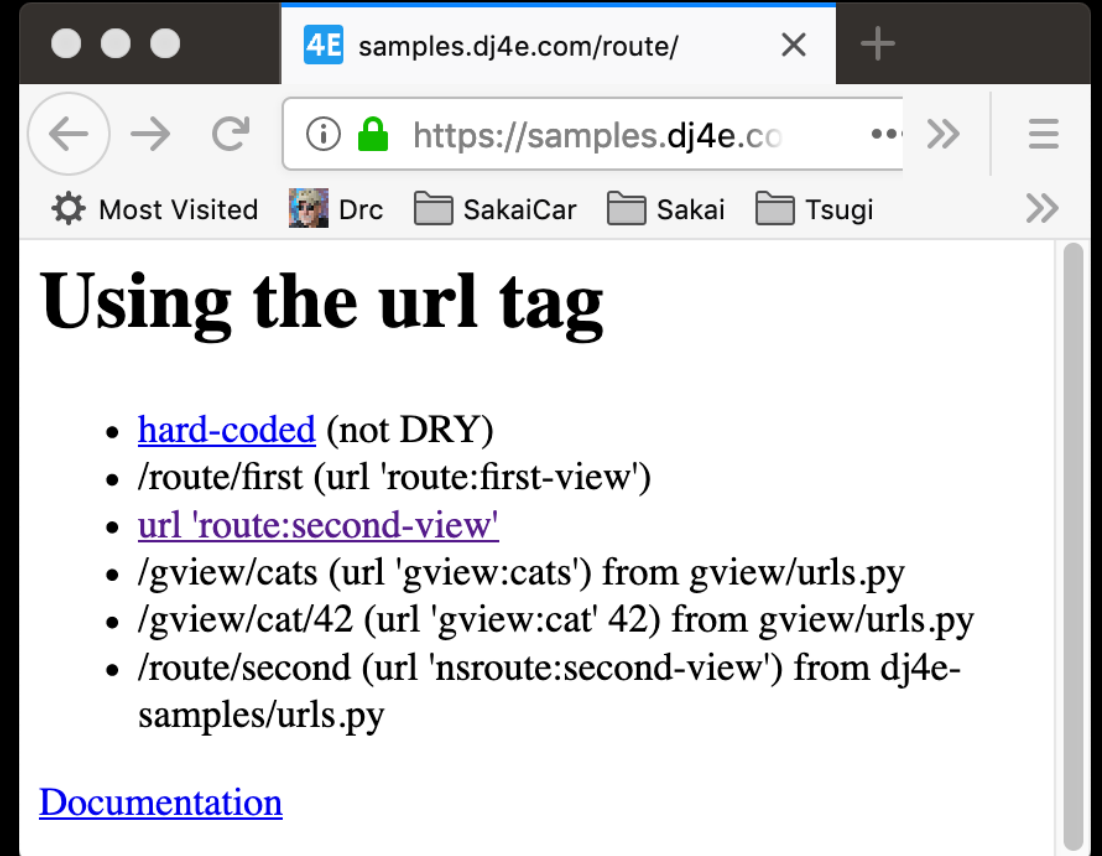 4E samples.dj4e.com/route/
https://samples.dj4e.co
Most Visited Drc SakaiCar Sakai Tsugi
Using the url tag
hard-coded (not DRY)
/route/first (url 'route:first-view')
url 'route:second-view'
/gview/cats (url 'gview:cats') from gview/urls.py
/gview/cat/42 (url 'gview:cat' 42) from gview/urls.py
/route/second (url 'nsroute:second-view') from dj4e-
samples/urls.py
Documentation